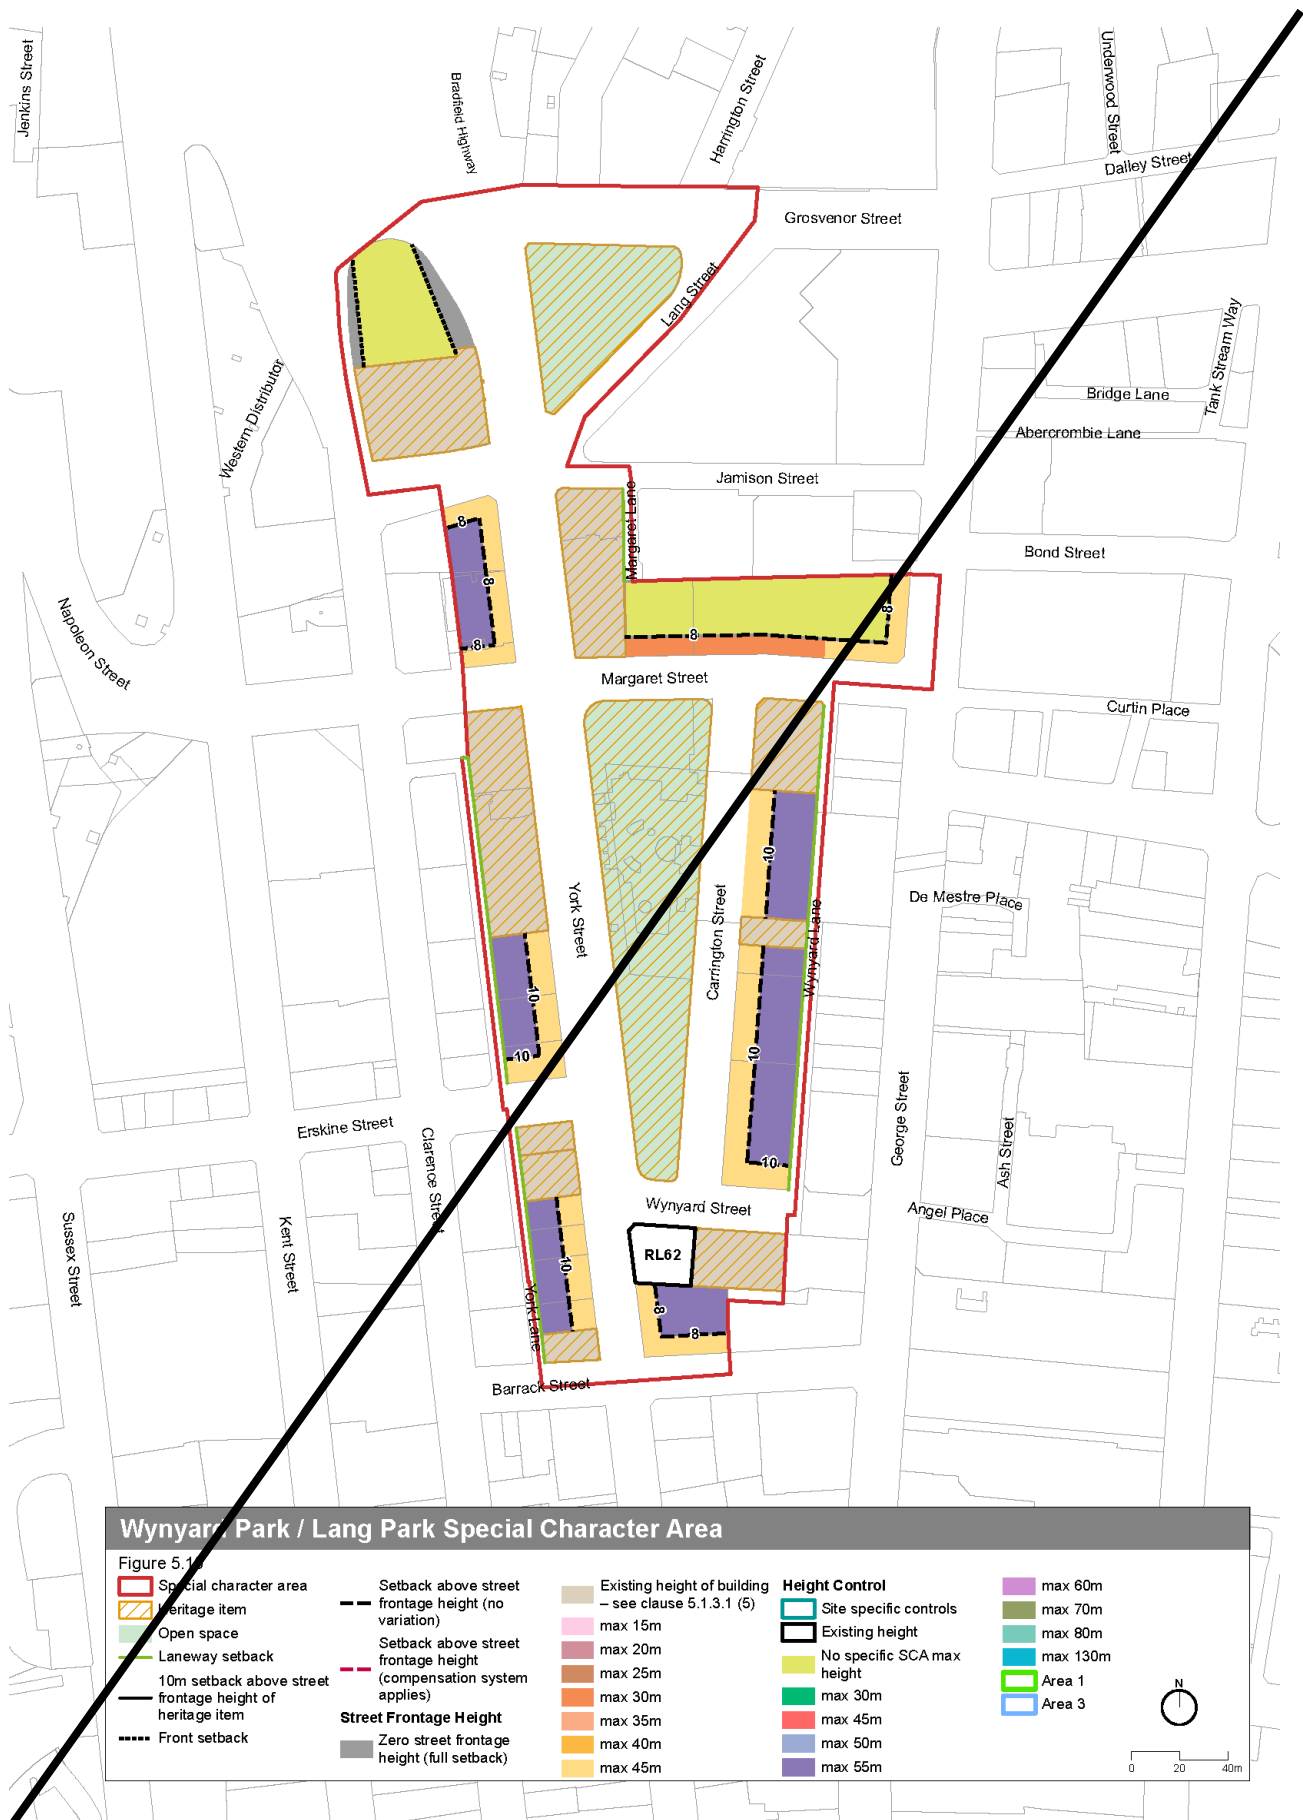 Jenkins Street
Bradfield Highway
Harrington Street
Underwood Street
Dalley Street
Grosvenor Street
Lang Street
Tank Stream Way
Western Distributor
Bridge Lane
Abercrombie Lane
Jamison Street
Margaret Lane
Bond Street
8
8
8
8
8
Napoleon Street
Margaret Street
Curtin Place
10
York Street
Carrington Street
De Mestre Place
Wynyard Lane
10
10
10
10
George Street
Ash Street
Erskine Street
Clarence Street
Wynyard Street
Angel Place
Sussex Street
Kent Street
RL62
10
York Lane
8
8
Barrack Street
Wynyard Park / Lang Park Special Character Area
Figure
Special character area
Heritage item
Open space
Laneway setback
10m setback above street
frontage height of
heritage item
Front setback
Setback above street
frontage height (no
variation)
Setback above street
frontage height
(compensation system
applies)
Street Frontage Height
Zero street frontage
height (full setback)
Existing height of building
– see clause 5.1.3.1 (5)
max 15m
max 20m
max 25m
max 30m
max 35m
max 40m
max 45m
Height Control
Site specific controls
Existing height
No specific SCA max
height
max 30m
max 45m
max 50m
max 55m
max 60m
max 70m
max 80m
max 130m
Area 1
Area 3
N
0 20 40m